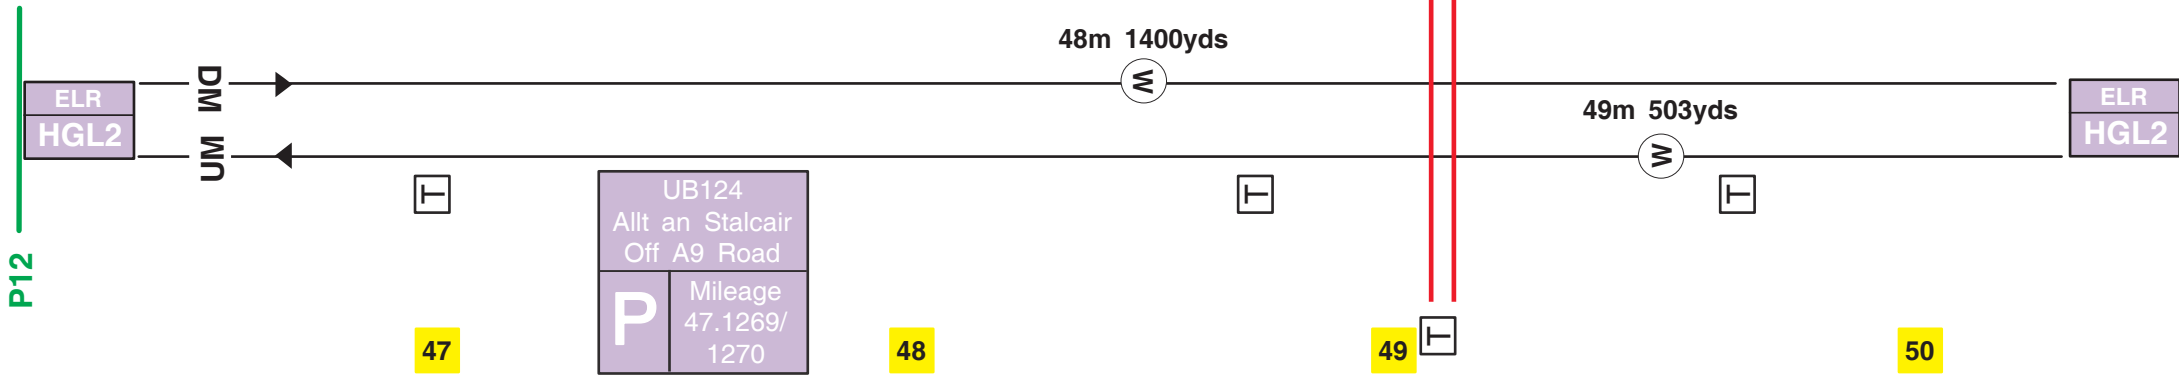 48m 1400yds
ELR
HGL2
DM
W
49m 503yds
ELR
HGL2
UM
W
T
T
T
UB124
Allt an Stalcair
Off A9 Road
P
Mileage
47.1269/
1270
P12
47
48
49
T
50